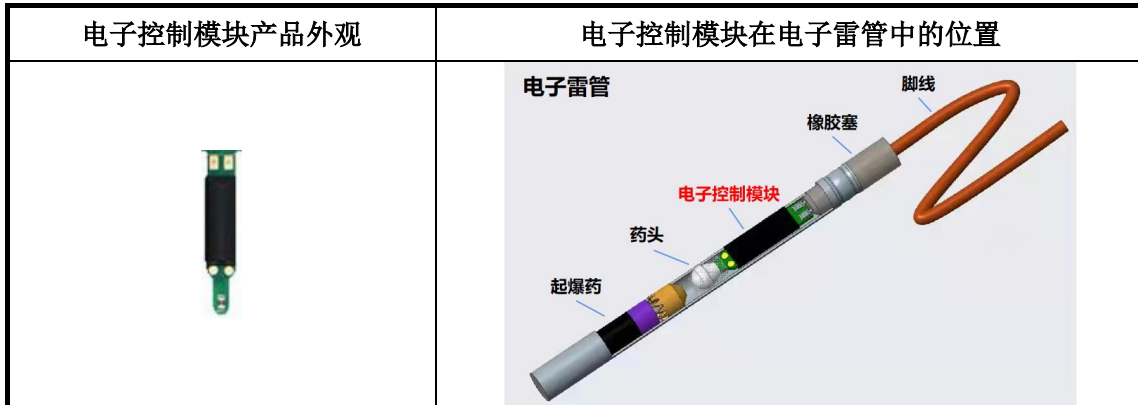 电子控制模块产品外观
电子控制模块在电子雷管中的位置
电子雷管
脚线
橡胶塞
电子控制模块
药头
起爆药